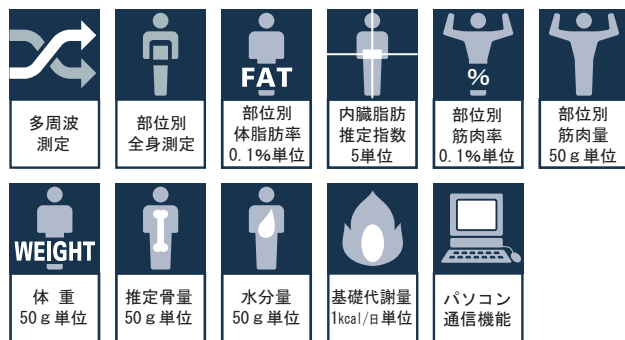 多周波
測定
部位別
全身測定
FAT
部位別
体脂肪率
0.1%単位
内臓脂肪
推定指数
5単位
%
部位別
筋肉率
0.1%単位
部位別
筋肉量
50g単位
WEIGHT
体 重
50g単位
推定骨量
50g単位
水分量
50g単位
基礎代謝量
1kcal/日単位
パソコン
通信機能